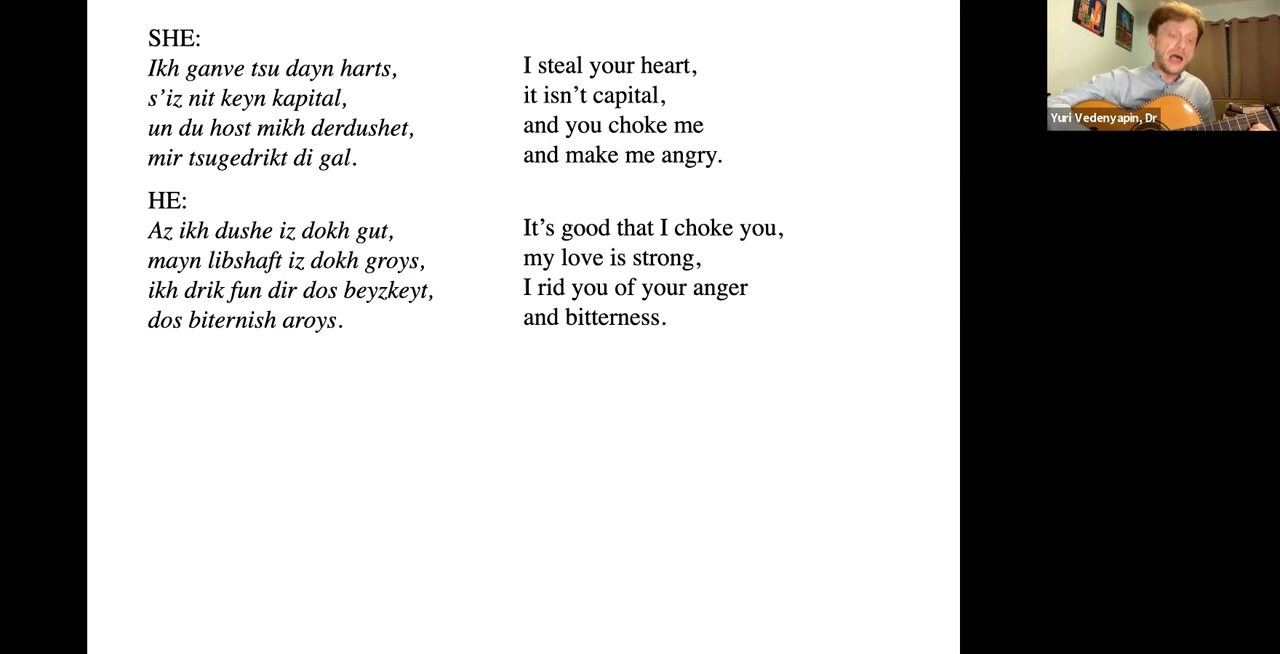 SHE:
Ikh ganve tsu dayn harts,
s’iz nit keyn kapital,
un du host mikh derdushet,
mir tsugedrikt di gal.
I steal your heart,
it isn’t capital,
and you choke me
and make me angry.
HE:
Az ikh dushe iz dokh gut,
mayn libshaft iz dokh groys,
ikh drik fun dir dos beyzkeyt,
dos biternish aroys.
It’s good that I choke you,
my love is strong,
I rid you of your anger
and bitterness.
Yuri Vedenyapin, Dr